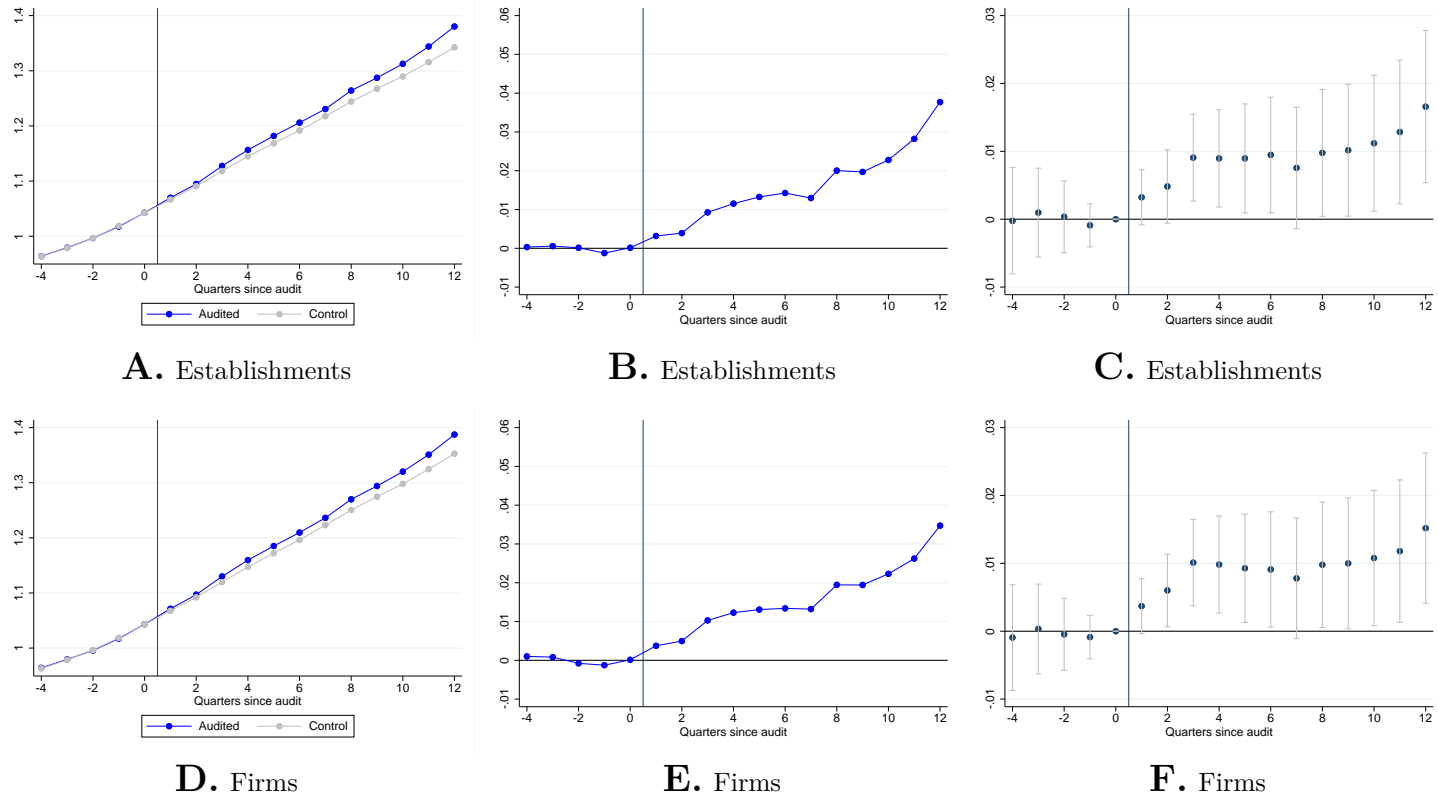 1.4
1.3
1.2
1.1
1
-4 -2 0 2 4 6 8 10 12
Quarters since audit
Audited Control
A. Establishments
.06
.05
.04
.03
.02
.01
0
-.01
-4 -2 0 2 4 6 8 10 12
Quarters since audit
B. Establishments
.03
.02
.01
0
-.01
-4 -2 0 2 4 6 8 10 12
Quarters since audit
C. Establishments
1.4
1.3
1.2
1.1
1
-4 -2 0 2 4 6 8 10 12
Quarters since audit
Audited Control
D. Firms
.06
.05
.04
.03
.02
.01
0
-.01
-4 -2 0 2 4 6 8 10 12
Quarters since audit
E. Firms
.03
.02
.01
0
-.01
-4 -2 0 2 4 6 8 10 12
Quarters since audit
F. Firms